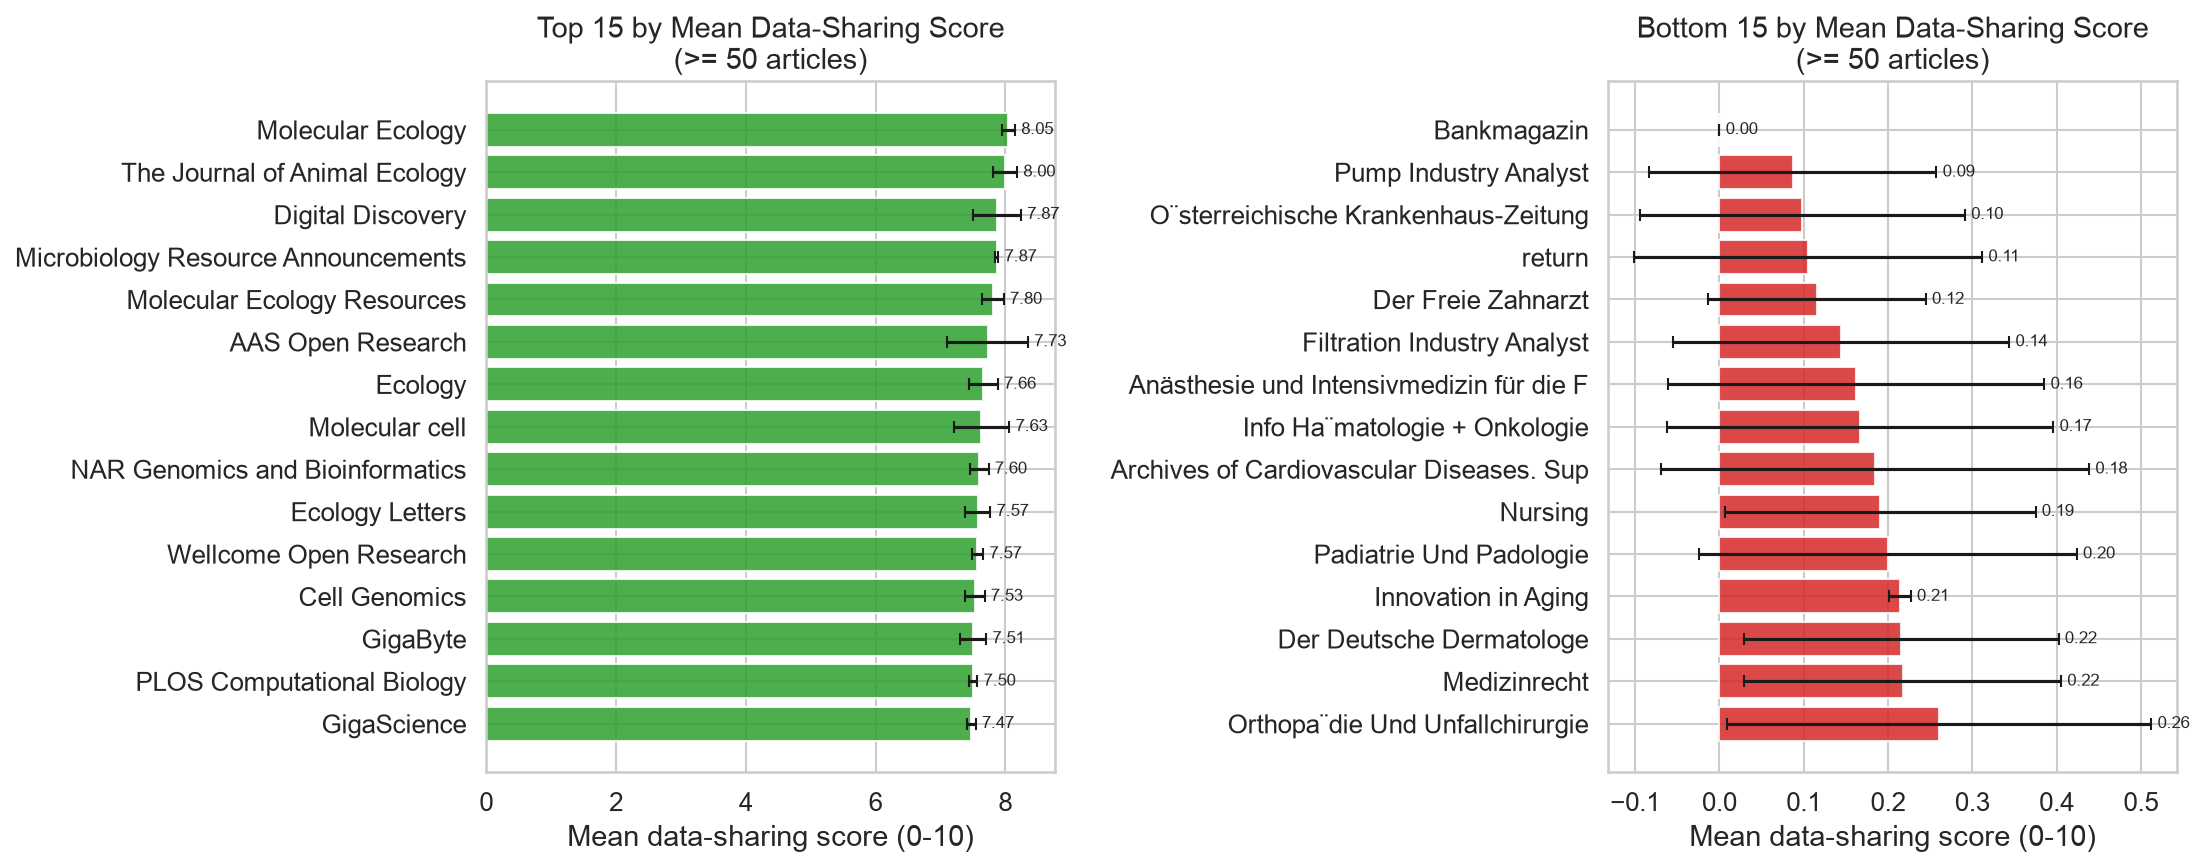 Top 15 by Mean Data-Sharing Score
(>= 50 articles)
Molecular Ecology
8.05
The Journal of Animal Ecology
8.00
Digital Discovery
7.87
Microbiology Resource Announcements
7.87
Molecular Ecology Resources
7.80
AAS Open Research
7.73
Ecology
7.66
Molecular cell
7.63
NAR Genomics and Bioinformatics
7.60
Ecology Letters
7.57
Wellcome Open Research
7.57
Cell Genomics
7.53
GigaByte
7.51
PLOS Computational Biology
7.50
GigaScience
7.47
0 2 4 6 8
Mean data-sharing score (0-10)
Bottom 15 by Mean Data-Sharing Score
(>= 50 articles)
Bankmagazin
0.00
Pump Industry Analyst
0.09
O¨sterreichische Krankenhaus-Zeitung
0.10
return
0.11
Der Freie Zahnarzt
0.12
Filtration Industry Analyst
0.14
Anästhesie und Intensivmedizin für die F
0.16
Info Ha¨matologie + Onkologie
0.17
Archives of Cardiovascular Diseases. Sup
0.18
Nursing
0.19
Padiatrie Und Padologie
0.20
Innovation in Aging
0.21
Der Deutsche Dermatologe
0.22
Medizinrecht
0.22
Orthopa¨die Und Unfallchirurgie
0.26
−0.1 0.0 0.1 0.2 0.3 0.4 0.5
Mean data-sharing score (0-10)